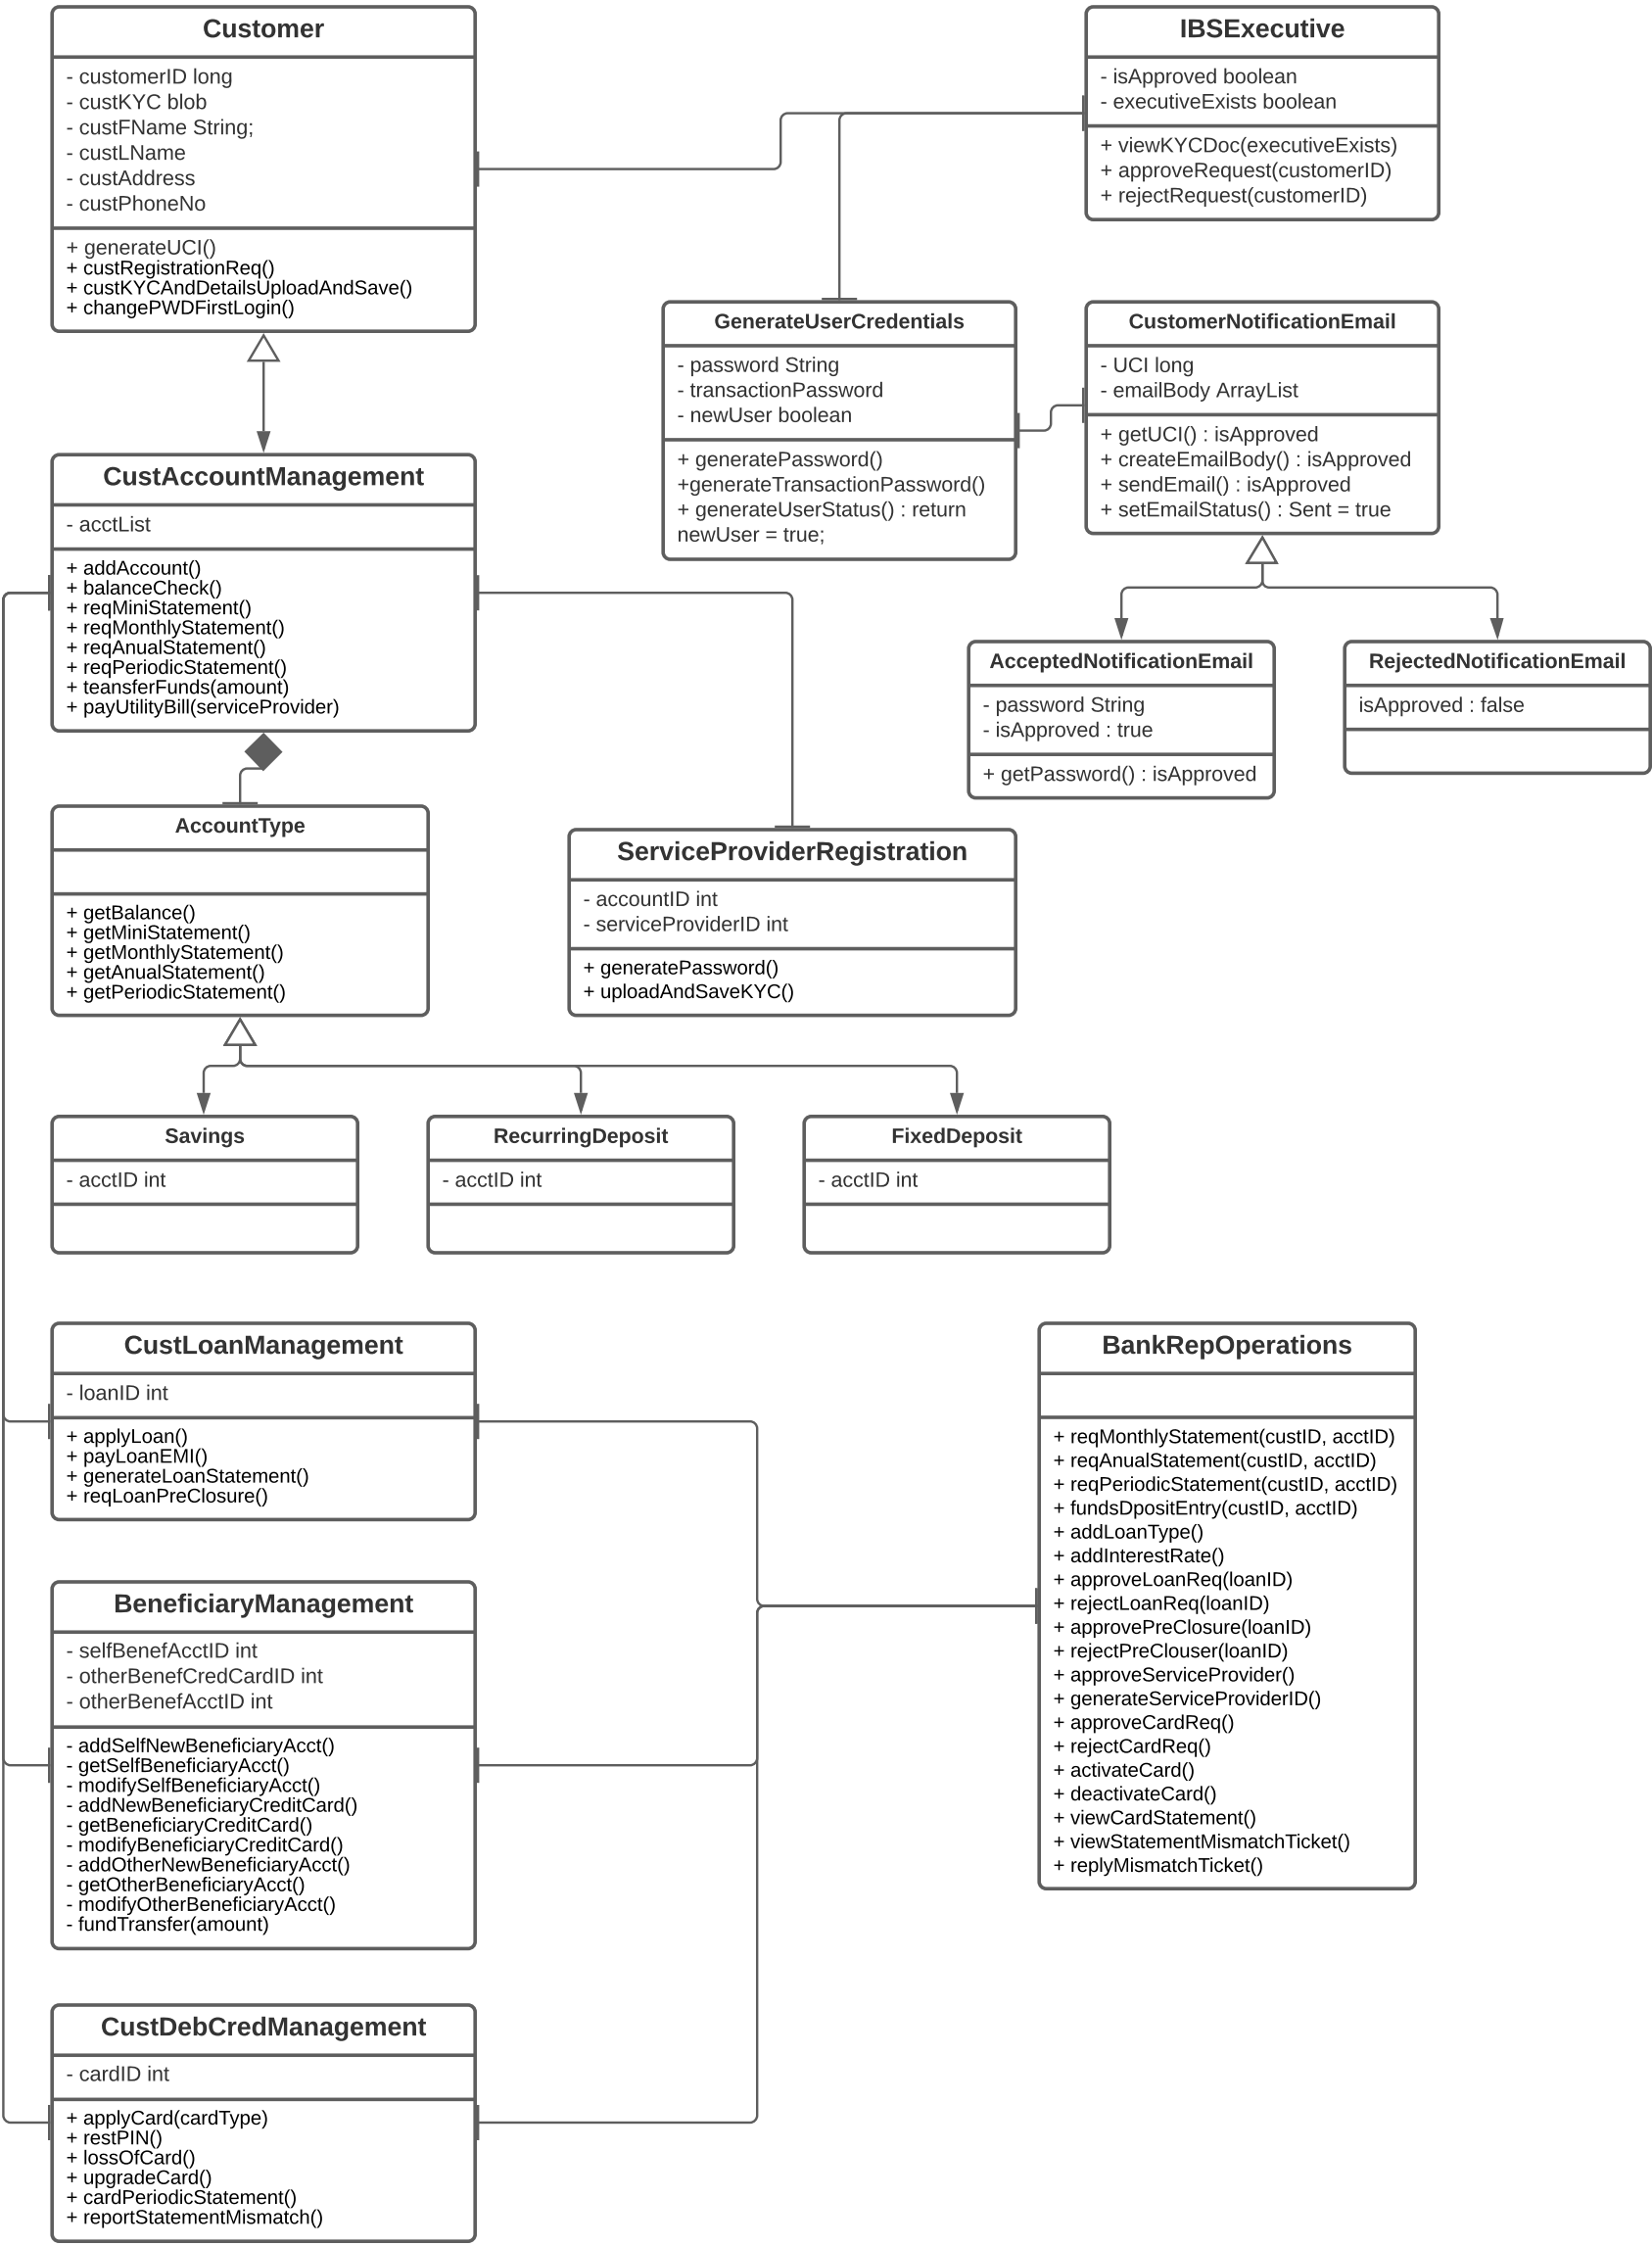 Customer
- customerID long
- custKYC blob
- custFName String;
- custLName
- custAddress
- custPhoneNo
+ generateUCI()
+ custRegistrationReq()
+ custKYCAndDetailsUploadAndSave()
+ changePWDFirstLogin()
IBSExecutive
- isApproved boolean
- executiveExists boolean
+ viewKYCDoc(executiveExists)
+ approveRequest(customerID)
+ rejectRequest(customerID)
GenerateUserCredentials
- password String
- transactionPassword
- newUser boolean
+ generatePassword()
+generateTransactionPassword()
+ generateUserStatus() : return
newUser = true;
CustomerNotificationEmail
- UCI long
- emailBody ArrayList
+ getUCI() : isApproved
+ createEmailBody() : isApproved
+ sendEmail() : isApproved
+ setEmailStatus() : Sent = true
CustAccountManagement
- acctList
+ addAccount()
+ balanceCheck()
+ reqMiniStatement()
+ reqMonthlyStatement()
+ reqAnualStatement()
+ reqPeriodicStatement()
+ teansferFunds(amount)
+ payUtilityBill(serviceProvider)
AcceptedNotificationEmail
- password String
- isApproved : true
+ getPassword() : isApproved
RejectedNotificationEmail
isApproved : false
AccountType
+ getBalance()
+ getMiniStatement()
+ getMonthlyStatement()
+ getAnualStatement()
+ getPeriodicStatement()
ServiceProviderRegistration
- accountID int
- serviceProviderID int
+ generatePassword()
+ uploadAndSaveKYC()
Savings
- acctID int
RecurringDeposit
- acctID int
FixedDeposit
- acctID int
CustLoanManagement
- loanID int
+ applyLoan()
+ payLoanEMI()
+ generateLoanStatement()
+ reqLoanPreClosure()
BankRepOperations
+ reqMonthlyStatement(custID, acctID)
+ reqAnualStatement(custID, acctID)
+ reqPeriodicStatement(custID, acctID)
+ fundsDpositEntry(custID, acctID)
+ addLoanType()
+ addInterestRate()
+ approveLoanReq(loanID)
+ rejectLoanReq(loanID)
+ approvePreClosure(loanID)
+ rejectPreClouser(loanID)
+ approveServiceProvider()
+ generateServiceProviderID()
+ approveCardReq()
+ rejectCardReq()
+ activateCard()
+ deactivateCard()
+ viewCardStatement()
+ viewStatementMismatchTicket()
+ replyMismatchTicket()
BeneficiaryManagement
- selfBenefAcctID int
- otherBenefCredCardID int
- otherBenefAcctID int
- addSelfNewBeneficiaryAcct()
- getSelfBeneficiaryAcct()
- modifySelfBeneficiaryAcct()
- addNewBeneficiaryCreditCard()
- getBeneficiaryCreditCard()
- modifyBeneficiaryCreditCard()
- addOtherNewBeneficiaryAcct()
- getOtherBeneficiaryAcct()
- modifyOtherBeneficiaryAcct()
- fundTransfer(amount)
CustDebCredManagement
- cardID int
+ applyCard(cardType)
+ restPIN()
+ lossOfCard()
+ upgradeCard()
+ cardPeriodicStatement()
+ reportStatementMismatch()